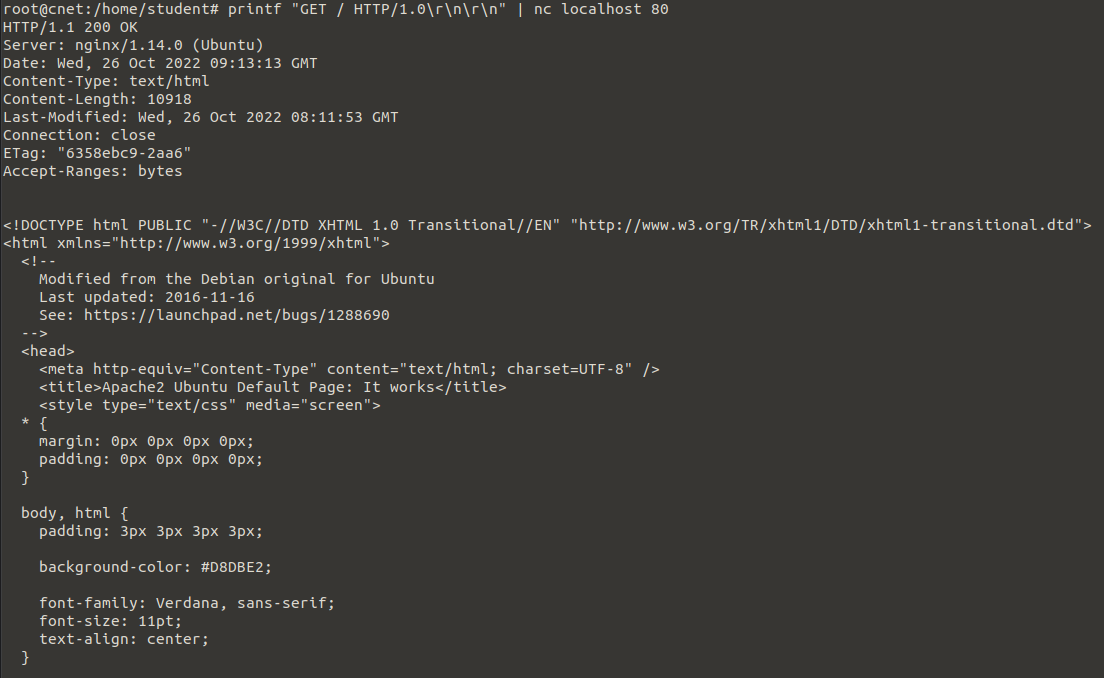 root@cnet:/home/student# printf "GET / HTTP/1.0\r\n\r\n" | nc localhost 80
HTTP/1.1 200 OK
Server: nginx/1.14.0 (Ubuntu)
Date: Wed, 26 Oct 2022 09:13:13 GMT
Content-Type: text/html
Content-Length: 10918
Last-Modified: Wed, 26 Oct 2022 08:11:53 GMT
Connection: close
ETag: "6358ebc9-2aa6"
Accept-Ranges: bytes
<!DOCTYPE html PUBLIC "-//W3C//DTD XHTML 1.0 Transitional//EN" "http://www.w3.org/TR/xhtml1/DTD/xhtml1-transitional.dtd">
<html xmlns="http://www.w3.org/1999/xhtml">
  <!--
    Modified from the Debian original for Ubuntu
    Last updated: 2016-11-16
    See: https://launchpad.net/bugs/1288690
  -->
  <head>
    <meta http-equiv="Content-Type" content="text/html; charset=UTF-8" />
    <title>Apache2 Ubuntu Default Page: It works</title>
    <style type="text/css" media="screen">
  * {
    margin: 0px 0px 0px 0px;
    padding: 0px 0px 0px 0px;
  }
  body, html {
    padding: 3px 3px 3px 3px;
    background-color: #D8DBE2;
    font-family: Verdana, sans-serif;
    font-size: 11pt;
    text-align: center;
  }